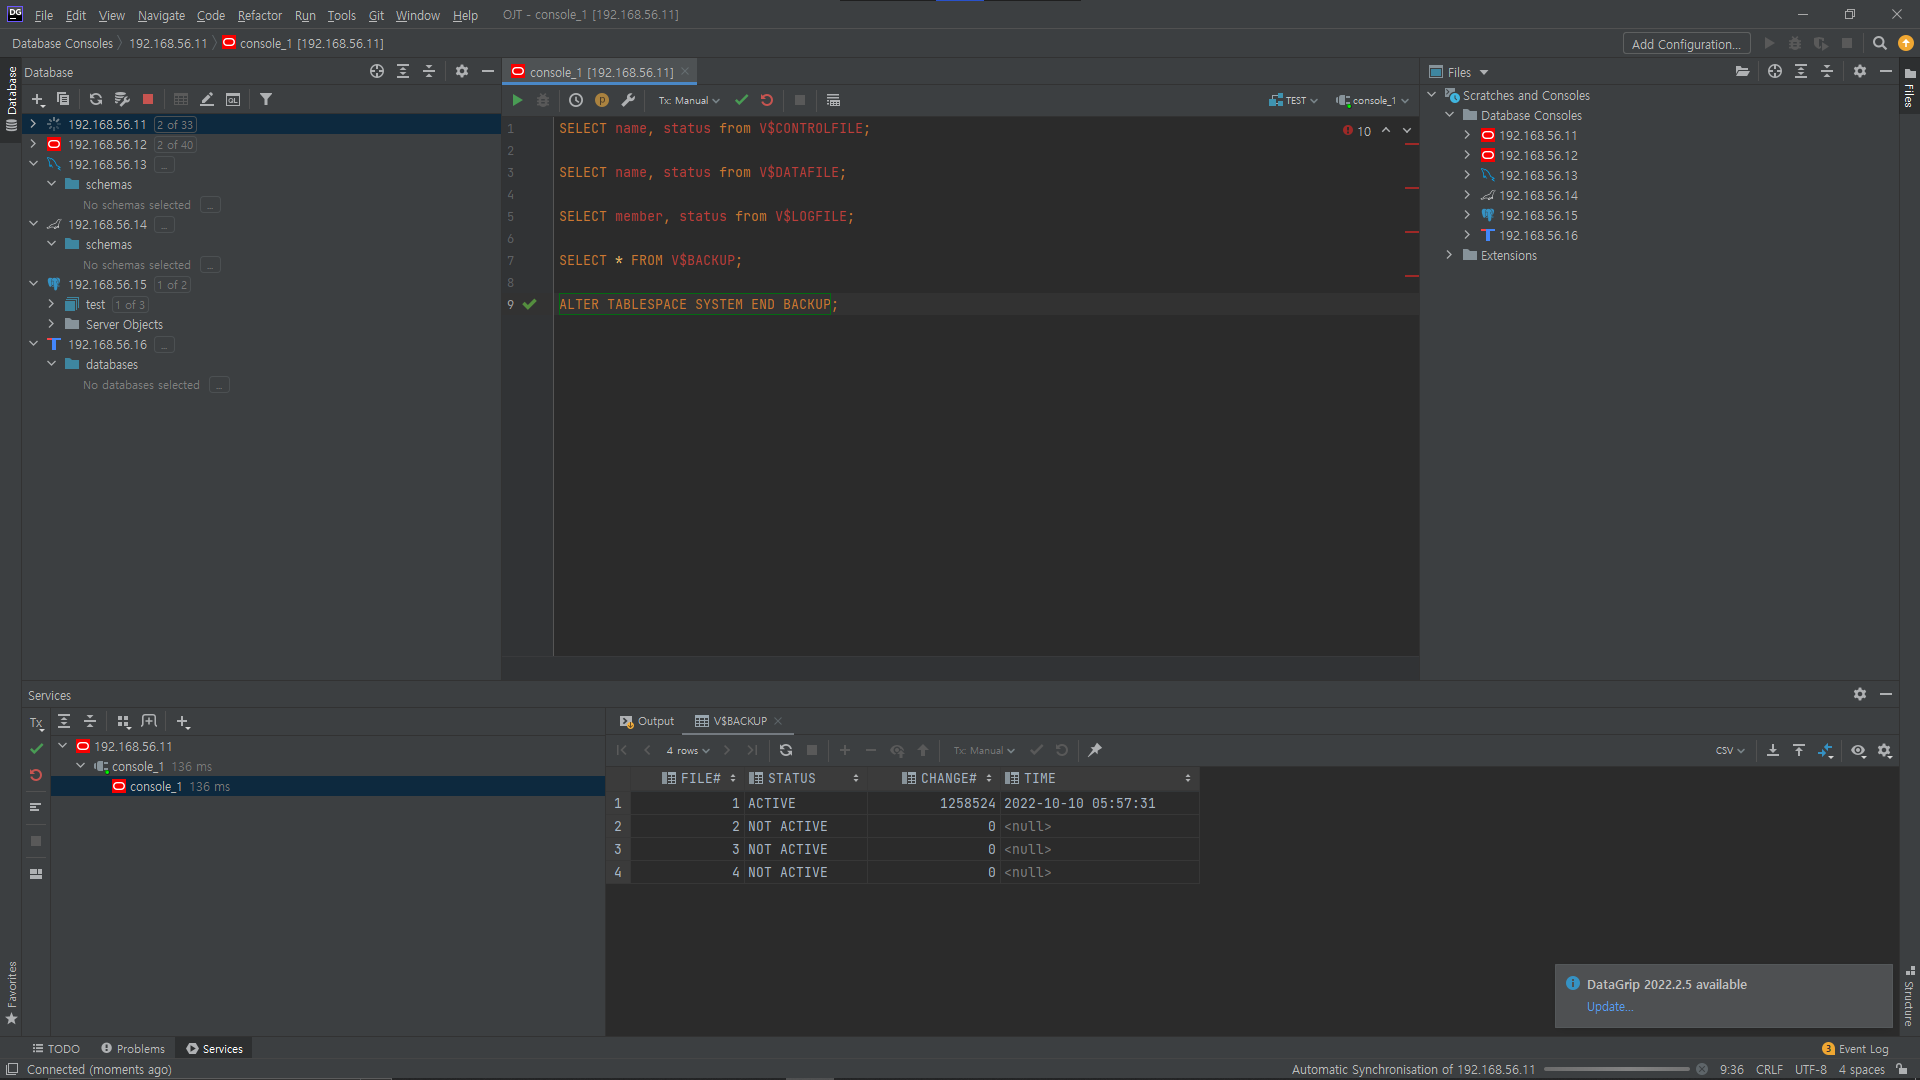 DG File Edit View Navigate Code Refactor Run Tools Git Window Help OJT - console_1 [192.168.56.11]
Database Consoles 192.168.56.11 console_1 [192.168.56.11] Add Configuration...
Database
Database
192.168.56.11 2 of 33
192.168.56.12 2 of 40
192.168.56.13 ...
schemas
No schemas selected ...
192.168.56.14 ...
schemas
No schemas selected ...
192.168.56.15 1 of 2
test 1 of 3
Server Objects
192.168.56.16 ...
databases
No databases selected ...
console_1 [192.168.56.11]
Tx: Manual TEST console_1
10
1 SELECT name, status from V$CONTROLFILE;
2
3 SELECT name, status from V$DATAFILE;
4
5 SELECT member, status from V$LOGFILE;
6
7 SELECT * FROM V$BACKUP;
8
9 ALTER TABLESPACE SYSTEM END BACKUP;
Files
Files
Scratches and Consoles
Database Consoles
192.168.56.11
192.168.56.12
192.168.56.13
192.168.56.14
192.168.56.15
192.168.56.16
Extensions
Services
Tx
192.168.56.11
console_1 136 ms
console_1 136 ms
Output V$BACKUP
4 rows Tx: Manual CSV
FILE# STATUS CHANGE# TIME
1 1 ACTIVE 1258524 2022-10-10 05:57:31
2 2 NOT ACTIVE 0 <null>
3 3 NOT ACTIVE 0 <null>
4 4 NOT ACTIVE 0 <null>
Favorites
Structure
DataGrip 2022.2.5 available
Update...
TODO Problems Services 3 Event Log
Connected (moments ago) Automatic Synchronisation of 192.168.56.11 9:36 CRLF UTF-8 4 spaces